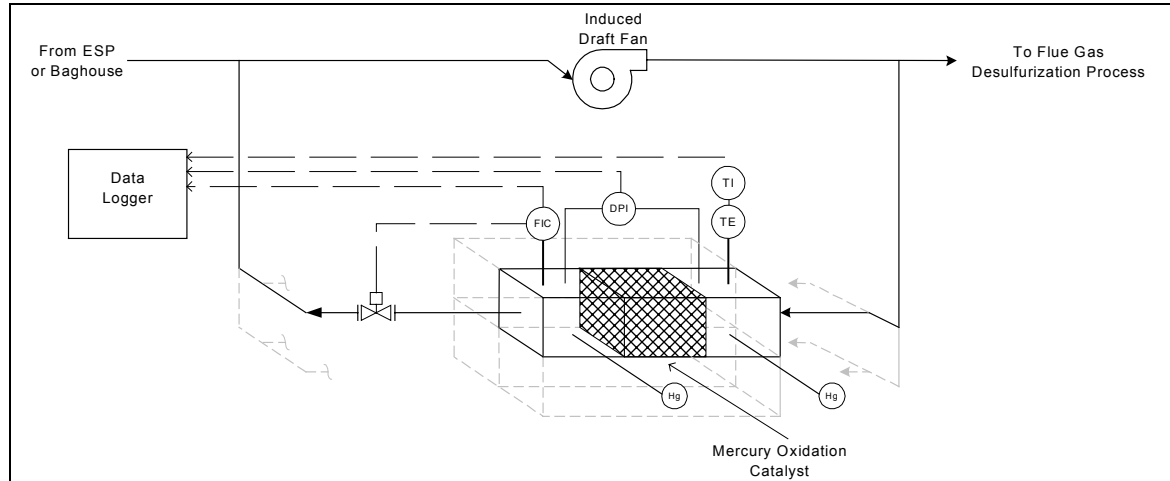 Induced
Draft Fan
From ESP
or Baghouse
To Flue Gas
Desulfurization Process
Data
Logger
TI
DPI
TE
FIC
Hg
Hg
Mercury Oxidation
Catalyst